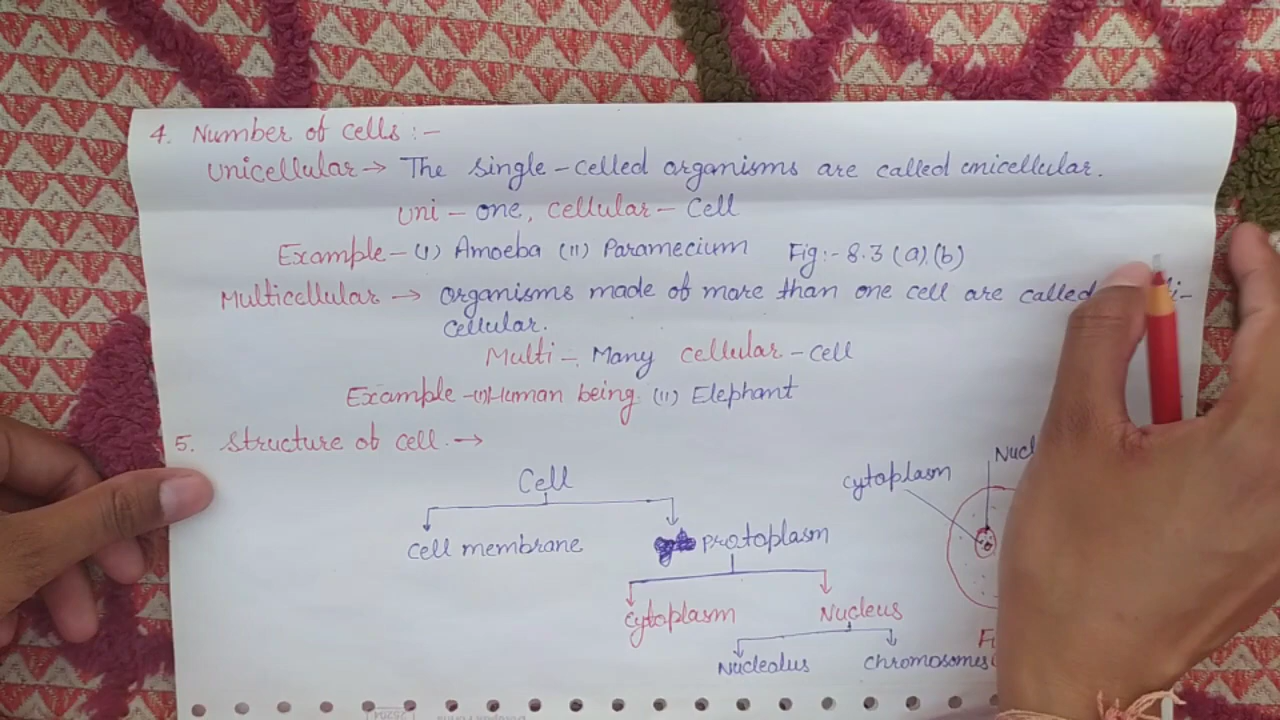 4. Number of cells :-
Unicellular → The single-celled organisms are called unicellular.
Uni - one, cellular - Cell
Example - (I) Amoeba (II) Paramecium Fig:- 8.3 (a).(b)
Multicellular → organisms made of more than one cell are called
cellular.
Multi - Many cellular - cell
Example -(I) Human being (II) Elephant
5. Structure of cell. →
Cell
cell membrane protoplasm
cytoplasm Nucleus
Nucleolus chromosomes
cytoplasm